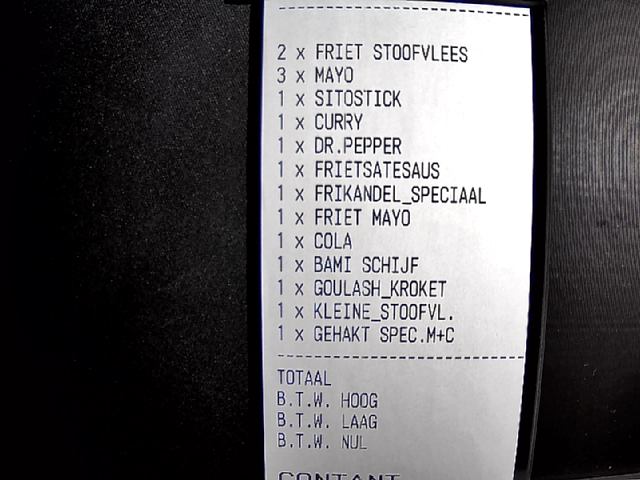 2 x FRIET STOOFVLEES
3 x MAYO
1 x SITOSTICK
1 x CURRY
1 x DR.PEPPER
1 x FRIETSATESAUS
1 x FRIKANDEL_SPECIAAL
1 x FRIET MAYO
1 x COLA
1 x BAMI SCHIJF
1 x GOULASH_KROKET
1 x KLEINE_STOOFVL.
1 x GEHAKT SPEC.M+C
TOTAAL
B.T.W. HOOG
B.T.W. LAAG
B.T.W. NUL
CONTANT